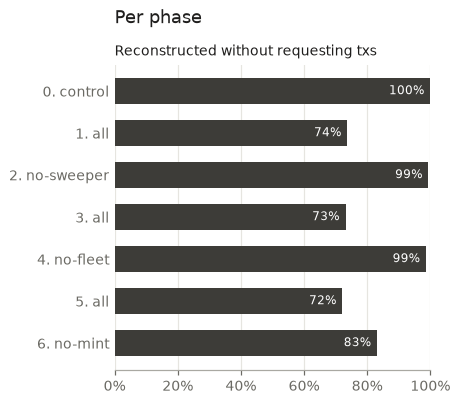 Per phase
Reconstructed without requesting txs
0. control 100%
1. all 74%
2. no-sweeper 99%
3. all 73%
4. no-fleet 99%
5. all 72%
6. no-mint 83%
0% 20% 40% 60% 80% 100%